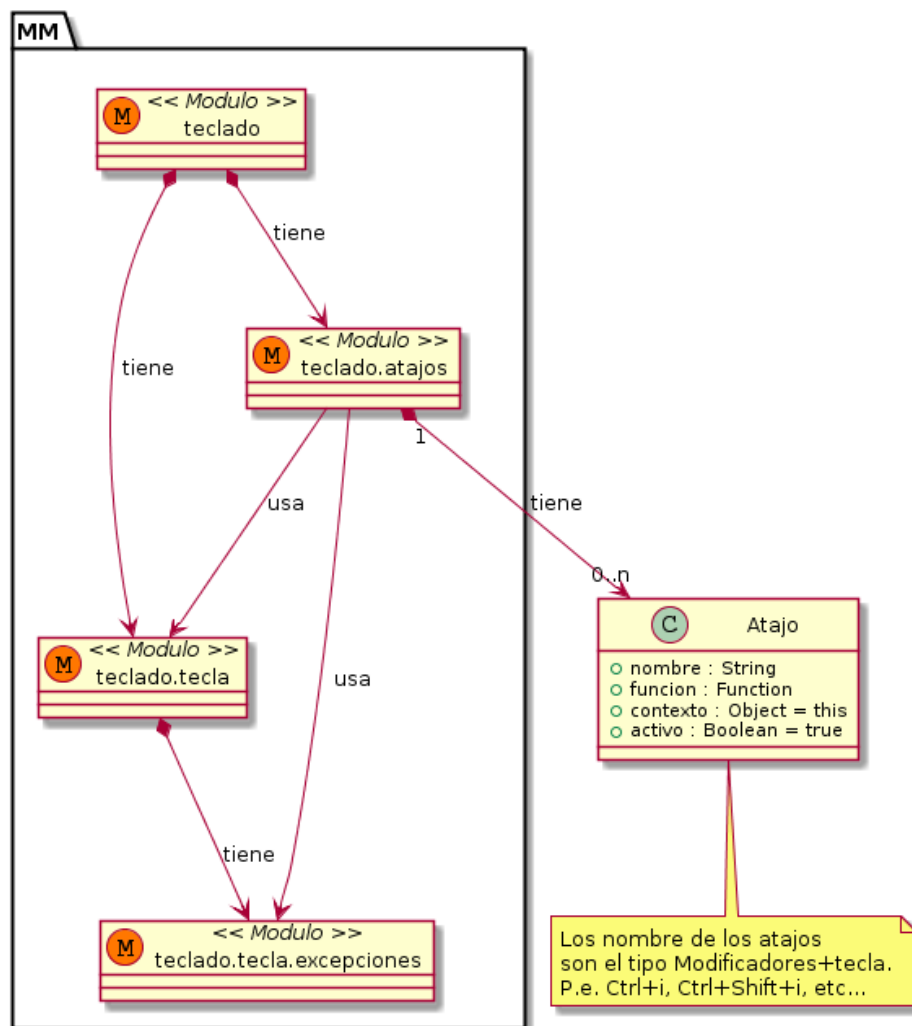 MM
M
<< Modulo >>
teclado
tiene
tiene
M
<< Modulo >>
teclado.atajos
1
usa
tiene
0..n
C
Atajo
nombre : String
funcion : Function
contexto : Object = this
activo : Boolean = true
M
<< Modulo >>
teclado.tecla
usa
tiene
M
<< Modulo >>
teclado.tecla.excepciones
Los nombre de los atajos
son el tipo Modificadores+tecla.
P.e. Ctrl+i, Ctrl+Shift+i, etc...